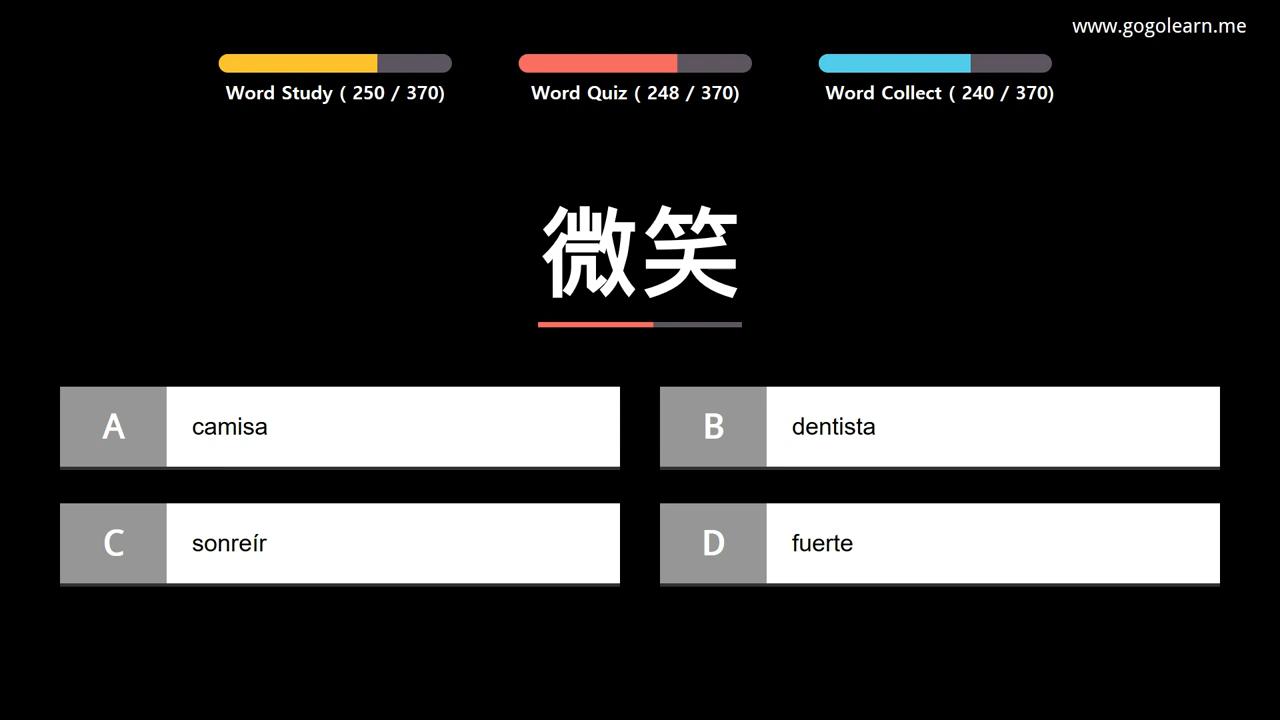 www.gogolearn.me
Word Study ( 250 / 370)
Word Quiz ( 248 / 370)
Word Collect ( 240 / 370)
微笑
A camisa
B dentista
C sonreír
D fuerte